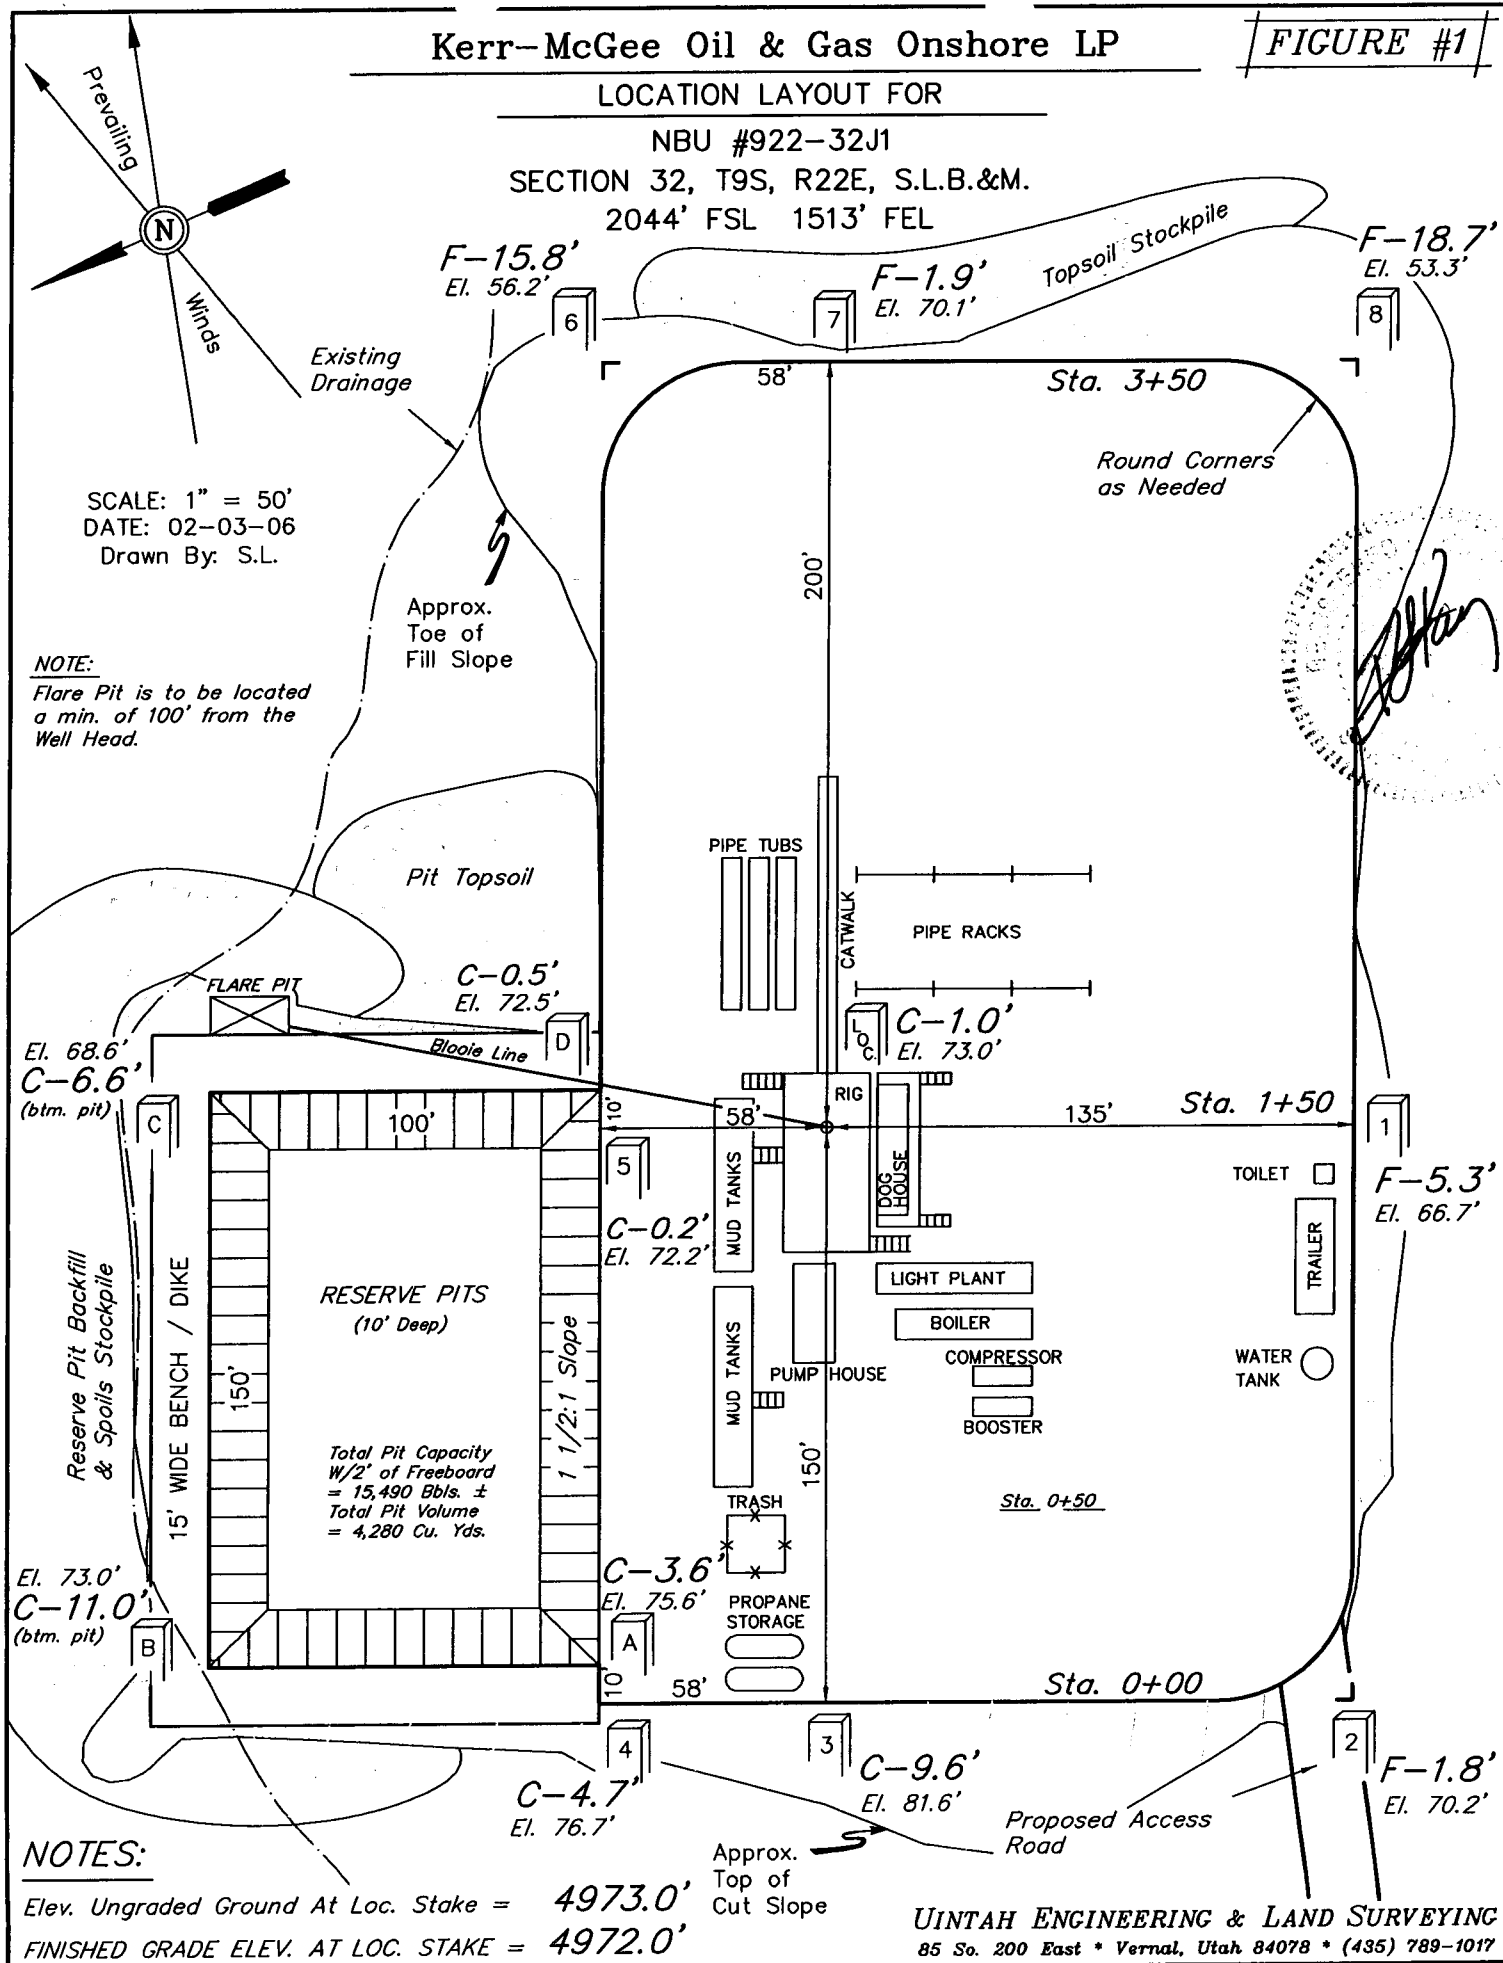 Kerr-McGee Oil & Gas Onshore LP
FIGURE #1
LOCATION LAYOUT FOR
NBU #922-32J1
SECTION 32, T9S, R22E, S.L.B.&M.
2044' FSL 1513' FEL
Prevailing
N
Winds
F-15.8'
El. 56.2'
6
F-1.9'
El. 70.1'
7
Topsoil Stockpile
F-18.7'
El. 53.3'
8
Existing
Drainage
58'
Sta. 3+50
Round Corners
as Needed
SCALE: 1" = 50'
DATE: 02-03-06
Drawn By: S.L.
200'
Approx.
Toe of
Fill Slope
NOTE:
Flare Pit is to be located
a min. of 100' from the
Well Head.
PIPE TUBS
CATWALK
PIPE RACKS
Pit Topsoil
FLARE PIT
C-0.5'
El. 72.5'
D
Blooie Line
LOC.
C-1.0'
El. 73.0'
El. 68.6'
C-6.6'
(btm. pit)
C
100'
10'
58'
RIG
135'
Sta. 1+50
1
F-5.3'
El. 66.7'
5
C-0.2'
El. 72.2'
MUD TANKS
DOG
HOUSE
TOILET
TRAILER
Reserve Pit Backfill
& Spoils Stockpile
15' WIDE BENCH / DIKE
150'
RESERVE PITS
(10' Deep)
1 1/2:1 Slope
LIGHT PLANT
BOILER
COMPRESSOR
BOOSTER
MUD TANKS
PUMP HOUSE
WATER
TANK
Total Pit Capacity
W/2' of Freeboard
= 15,490 Bbls. ±
Total Pit Volume
= 4,280 Cu. Yds.
150'
TRASH
Sta. 0+50
El. 73.0'
C-11.0'
(btm. pit)
B
C-3.6'
El. 75.6'
A
PROPANE
STORAGE
10'
58'
Sta. 0+00
4
C-4.7'
El. 76.7'
3
C-9.6'
El. 81.6'
2
F-1.8'
El. 70.2'
Proposed Access
Road
Approx.
Top of
Cut Slope
NOTES:
Elev. Ungraded Ground At Loc. Stake = 4973.0'
FINISHED GRADE ELEV. AT LOC. STAKE = 4972.0'
UINTAH ENGINEERING & LAND SURVEYING
85 So. 200 East * Vernal, Utah 84078 * (435) 789-1017